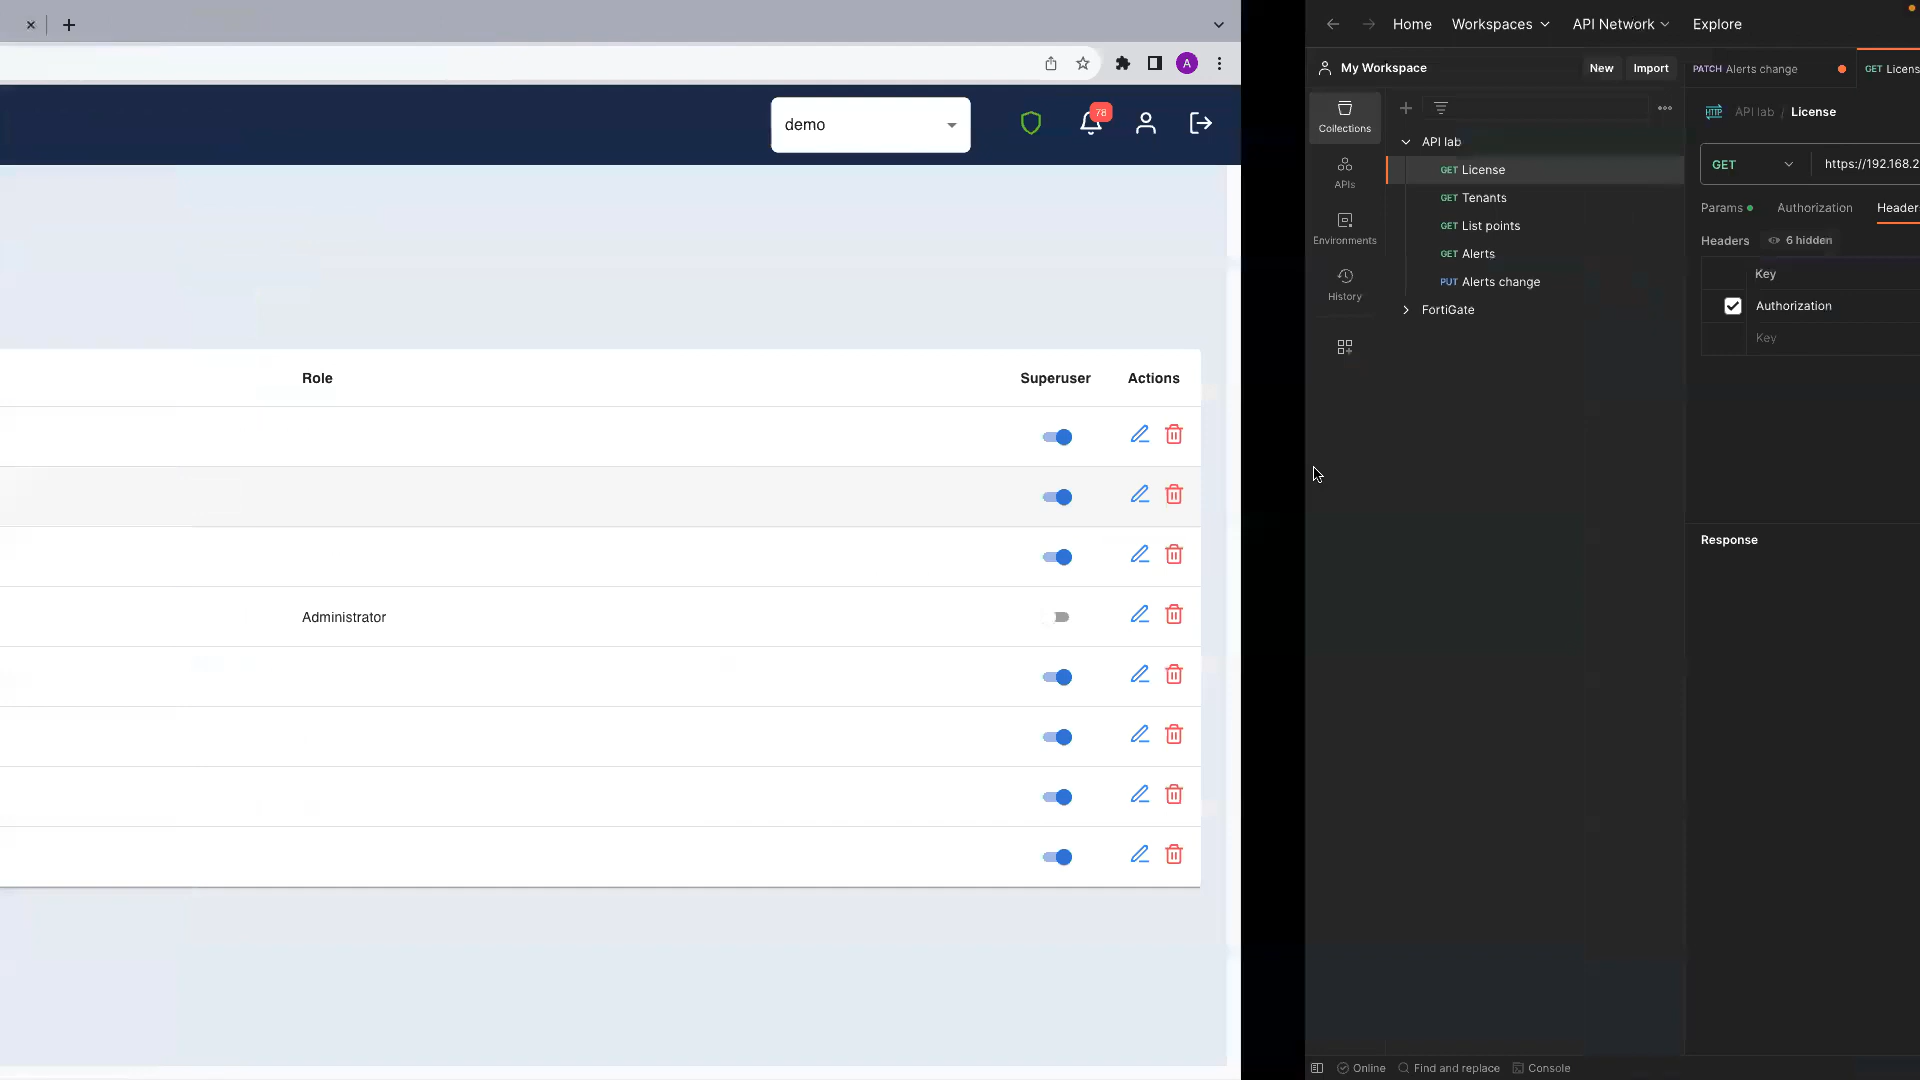 demo
78
A
Role
Superuser
Actions
Administrator
Home
Workspaces
API Network
Explore
My Workspace
New
Import
PATCH Alerts change
GET Licens
Collections
API lab / License
API lab
GET https://192.168.2
GET License
APIs
GET Tenants
Params
Authorization
Header
GET List points
Environments
Headers
6 hidden
GET Alerts
Key
PUT Alerts change
History
Authorization
FortiGate
Key
Response
Online
Find and replace
Console